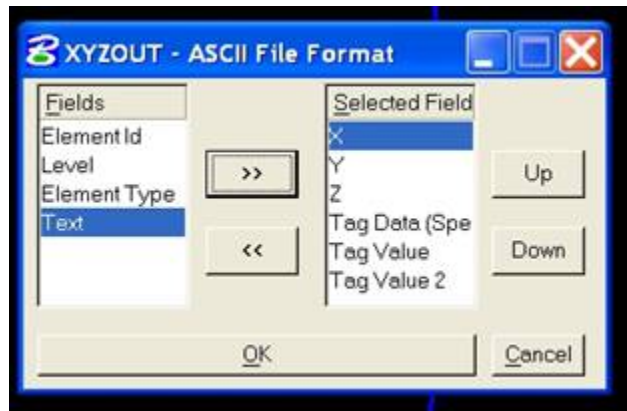 XYZOUT - ASCII File Format
Fields
Element Id
Level
Element Type
Text
>>
<<
Selected Field
X
Y
Z
Tag Data (Spe
Tag Value
Tag Value 2
Up
Down
OK
Cancel